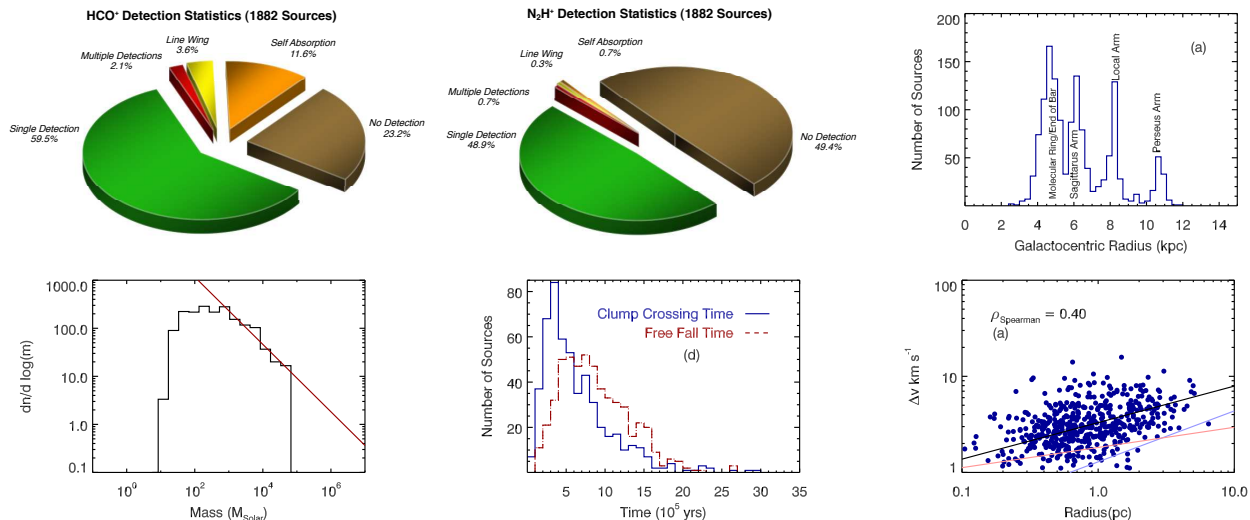 HCO⁺ Detection Statistics (1882 Sources)
Line Wing
3.6%
Self Absorption
11.6%
Multiple Detections
2.1%
No Detection
23.2%
Single Detection
59.5%
N₂H⁺ Detection Statistics (1882 Sources)
Self Absorption
0.7%
Line Wing
0.3%
Multiple Detections
0.7%
Single Detection
48.9%
No Detection
49.4%
200
150
100
50
Number of Sources
(a)
Molecular Ring/End of Bar
Sagittarus Arm
Local Arm
Perseus Arm
0 2 4 6 8 10 12 14
Galactocentric Radius (kpc)
1000.0
100.0
10.0
1.0
0.1
dn/d log(m)
10⁰ 10² 10⁴ 10⁶
Mass (M_Solar)
80
60
40
20
Number of Sources
Clump Crossing Time
Free Fall Time
(d)
5 10 15 20 25 30 35
Time (10⁵ yrs)
ρ_Spearman = 0.40
(a)
10
1
Δv km s⁻¹
0.1 1.0 10.0
Radius(pc)